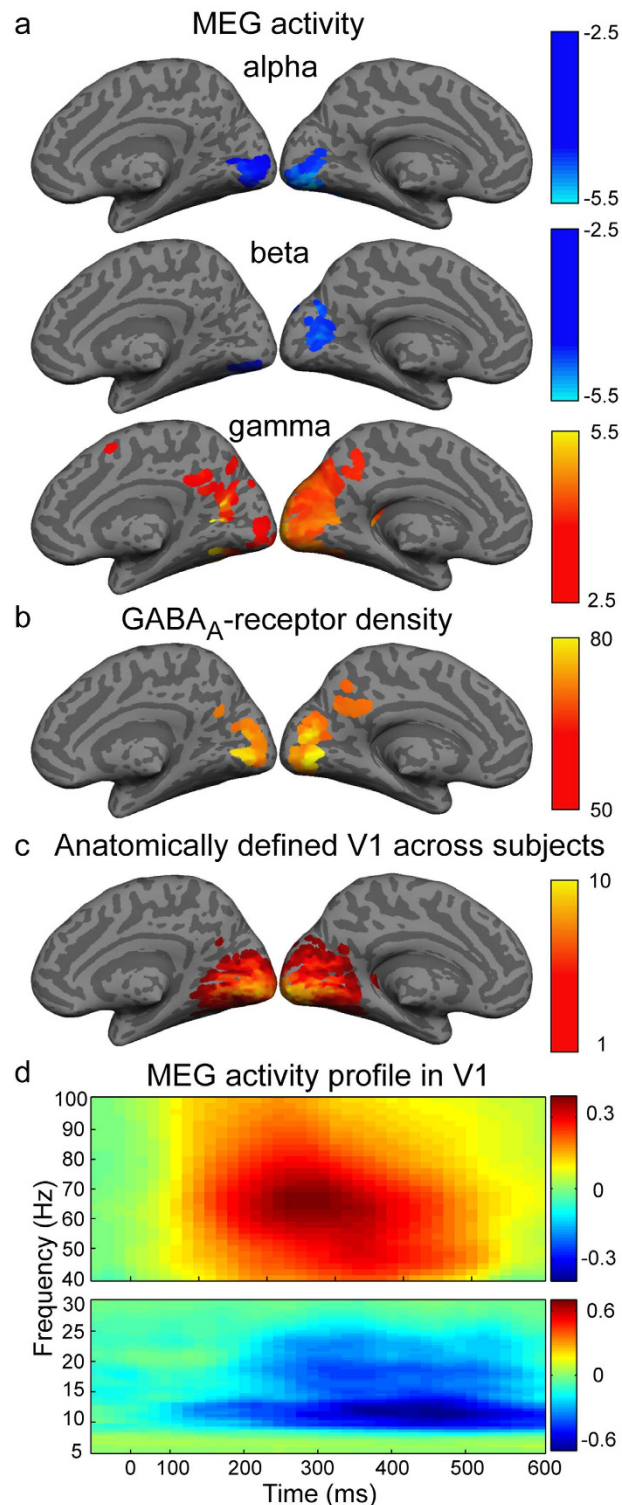 a
MEG activity
alpha
-2.5
-5.5
beta
-2.5
-5.5
gamma
5.5
2.5
b
GABAA-receptor density
80
50
c
Anatomically defined V1 across subjects
10
1
d
MEG activity profile in V1
Frequency (Hz)
100
90
80
70
60
50
40
0.3
0
-0.3
30
25
20
15
10
5
0.6
0
-0.6
0 100 200 300 400 500 600
Time (ms)